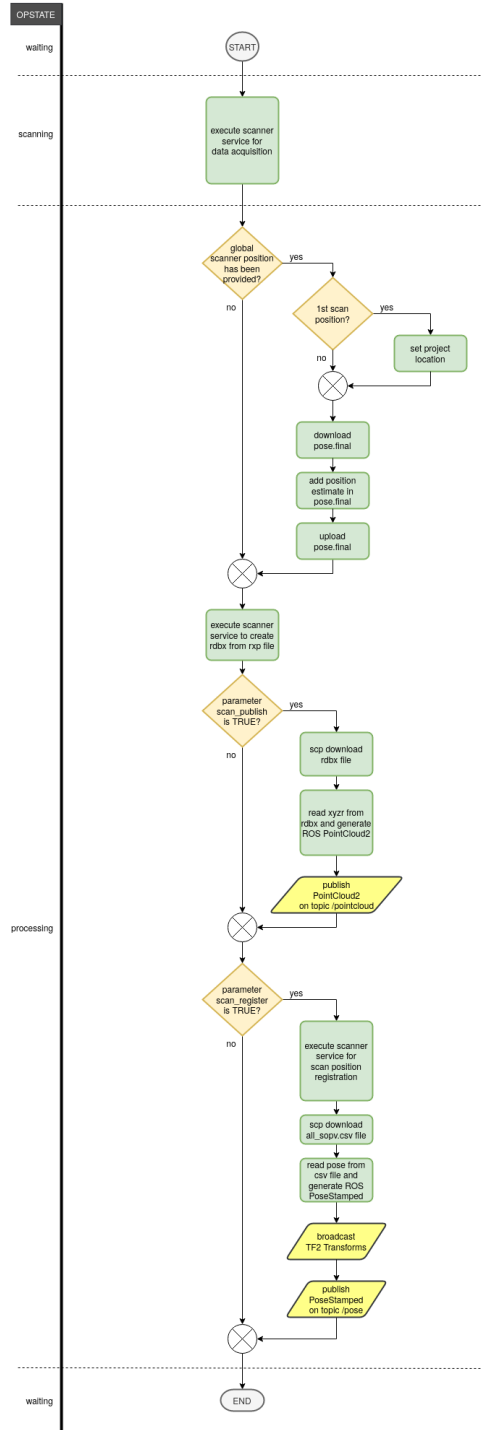 OPSTATE
waiting
START
scanning
execute scanner
service for
data acquisition
global
scanner position
has been
provided?
yes
no
1st scan
position?
yes
no
set project
location
download
pose.final
add position
estimate in
pose.final
upload
pose.final
execute scanner
service to create
rdbx from rxp file
parameter
scan_publish
is TRUE?
yes
no
scp download
rdbx file
read xyzr from
rdbx and generate
ROS PointCloud2
publish
PointCloud2
on topic /pointcloud
processing
parameter
scan_register
is TRUE?
yes
no
execute scanner
service for
scan position
registration
scp download
all_sopv.csv file
read pose from
csv file and
generate ROS
PoseStamped
broadcast
TF2 Transforms
publish
PoseStamped
on topic /pose
waiting
END